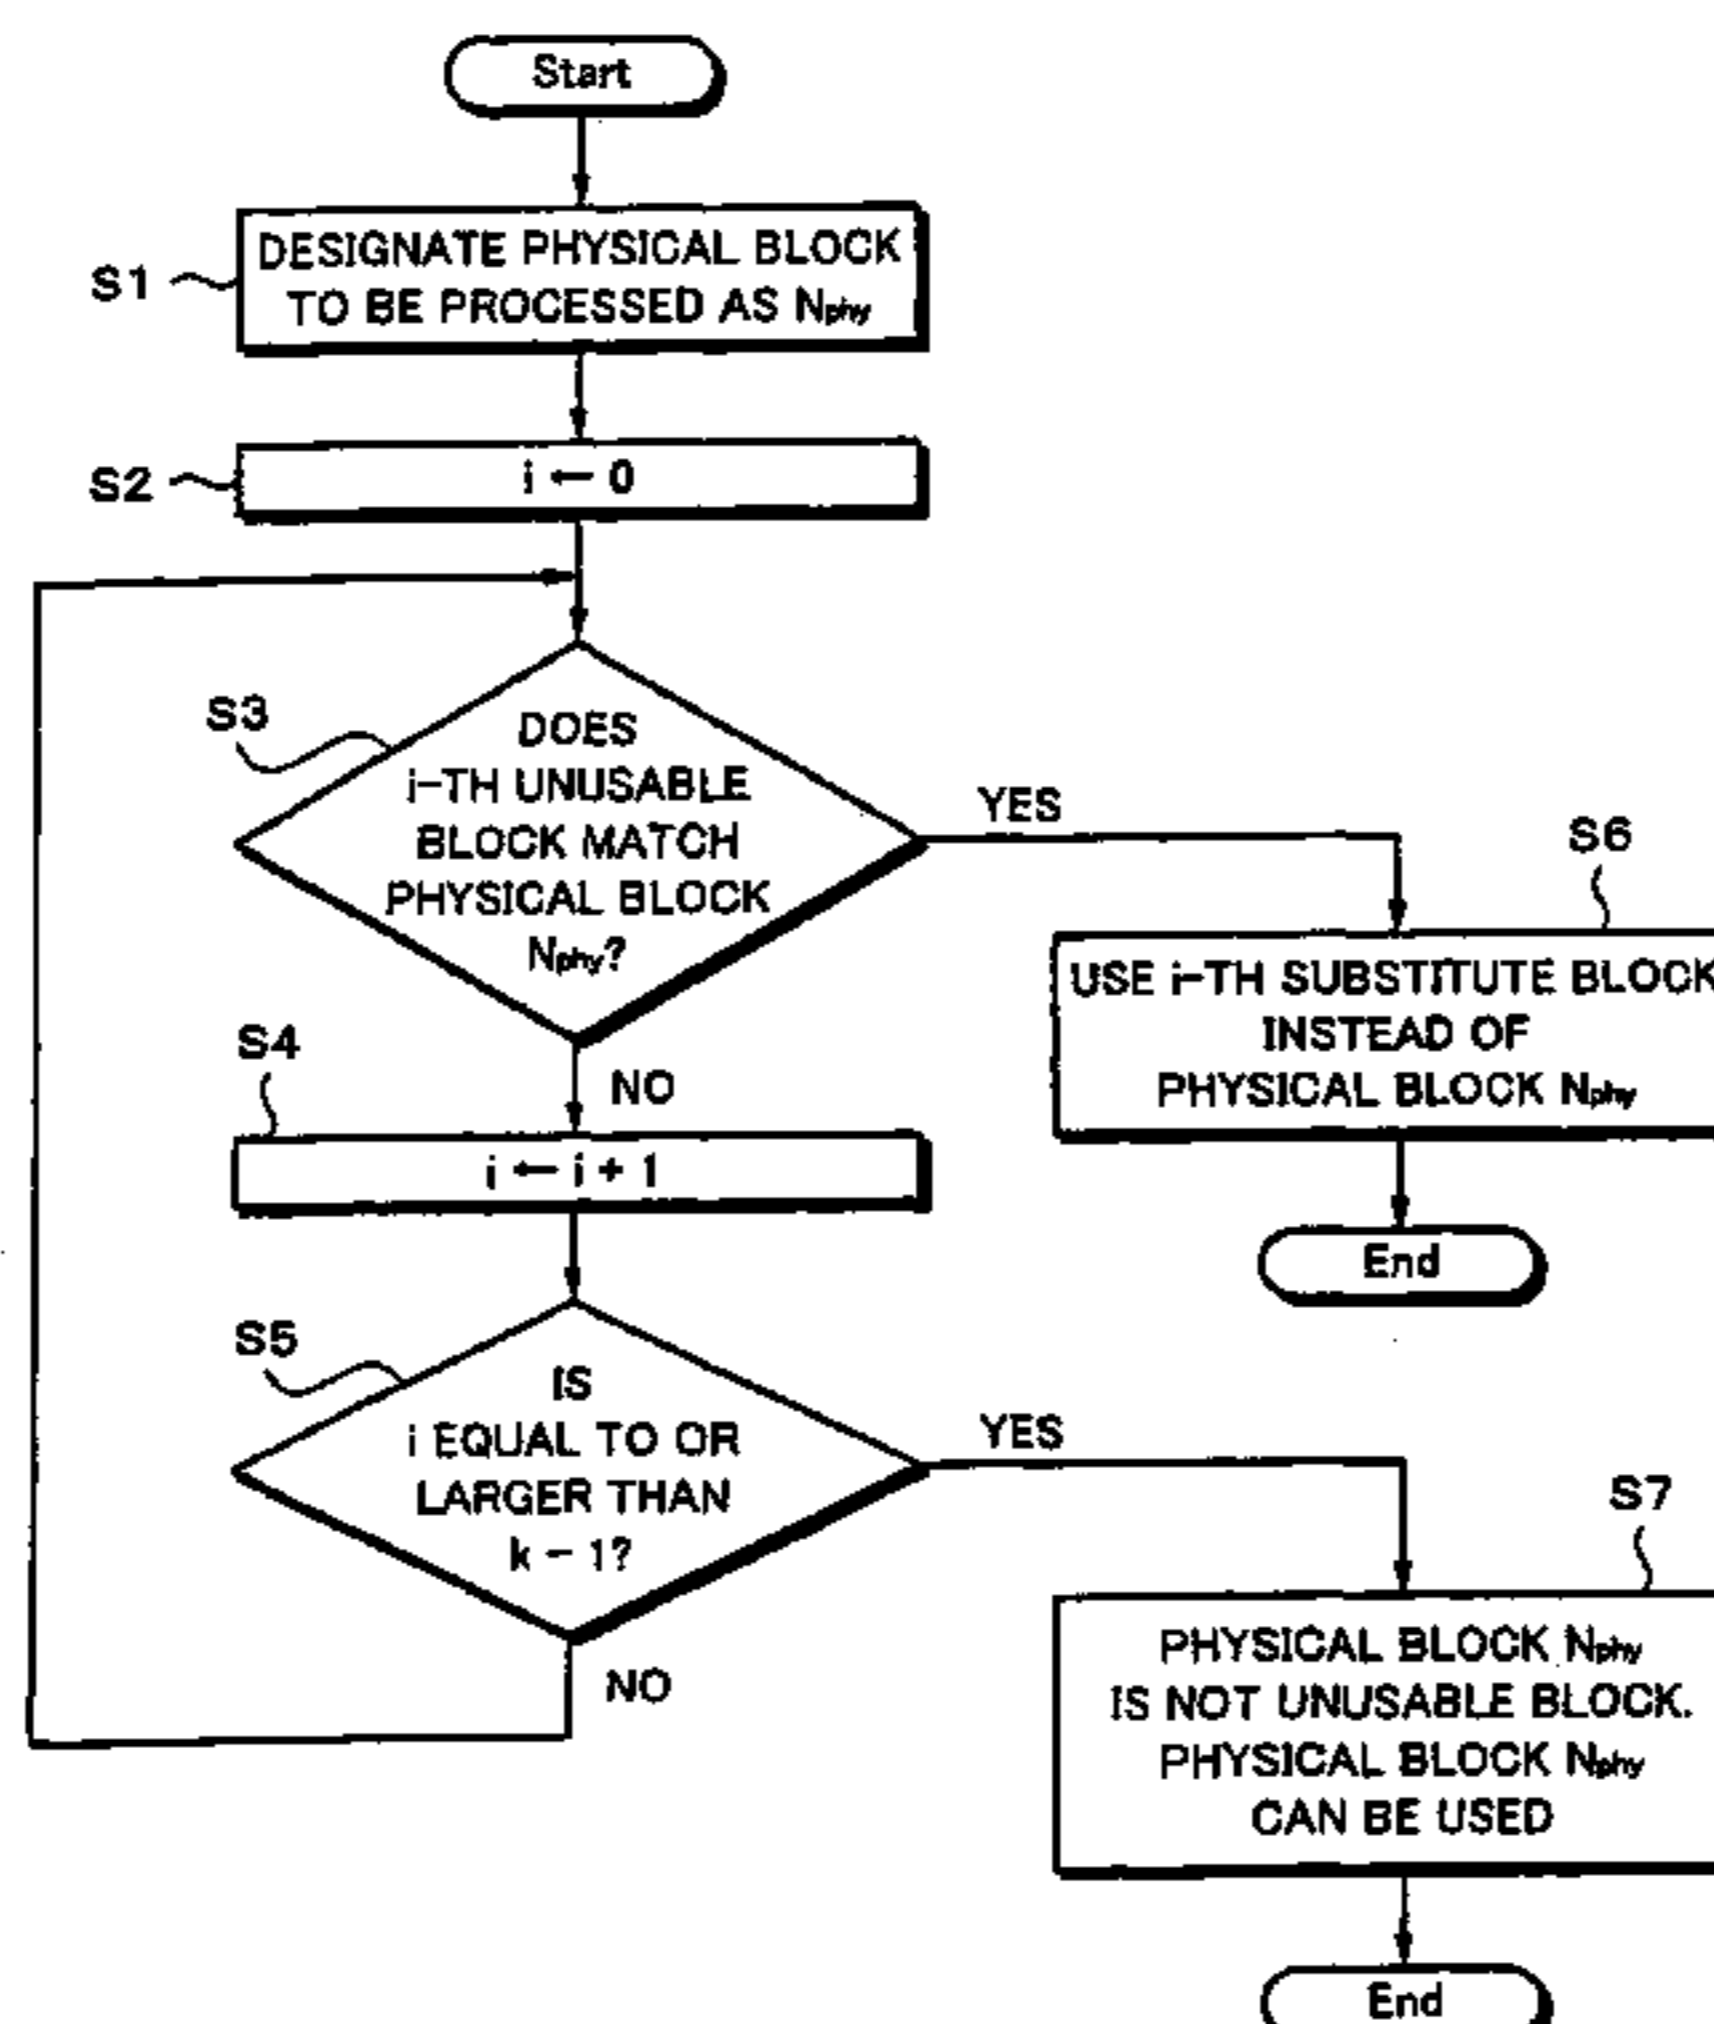 Start
S1
DESIGNATE PHYSICAL BLOCK
TO BE PROCESSED AS Nphy
S2
i ← 0
S3
DOES
i-TH UNUSABLE
BLOCK MATCH
PHYSICAL BLOCK
Nphy?
YES
S6
USE i-TH SUBSTITUTE BLOCK
INSTEAD OF
PHYSICAL BLOCK Nphy
End
NO
S4
i ← i + 1
S5
IS
i EQUAL TO OR
LARGER THAN
k - 1?
YES
S7
PHYSICAL BLOCK Nphy
IS NOT UNUSABLE BLOCK.
PHYSICAL BLOCK Nphy
CAN BE USED
NO
End